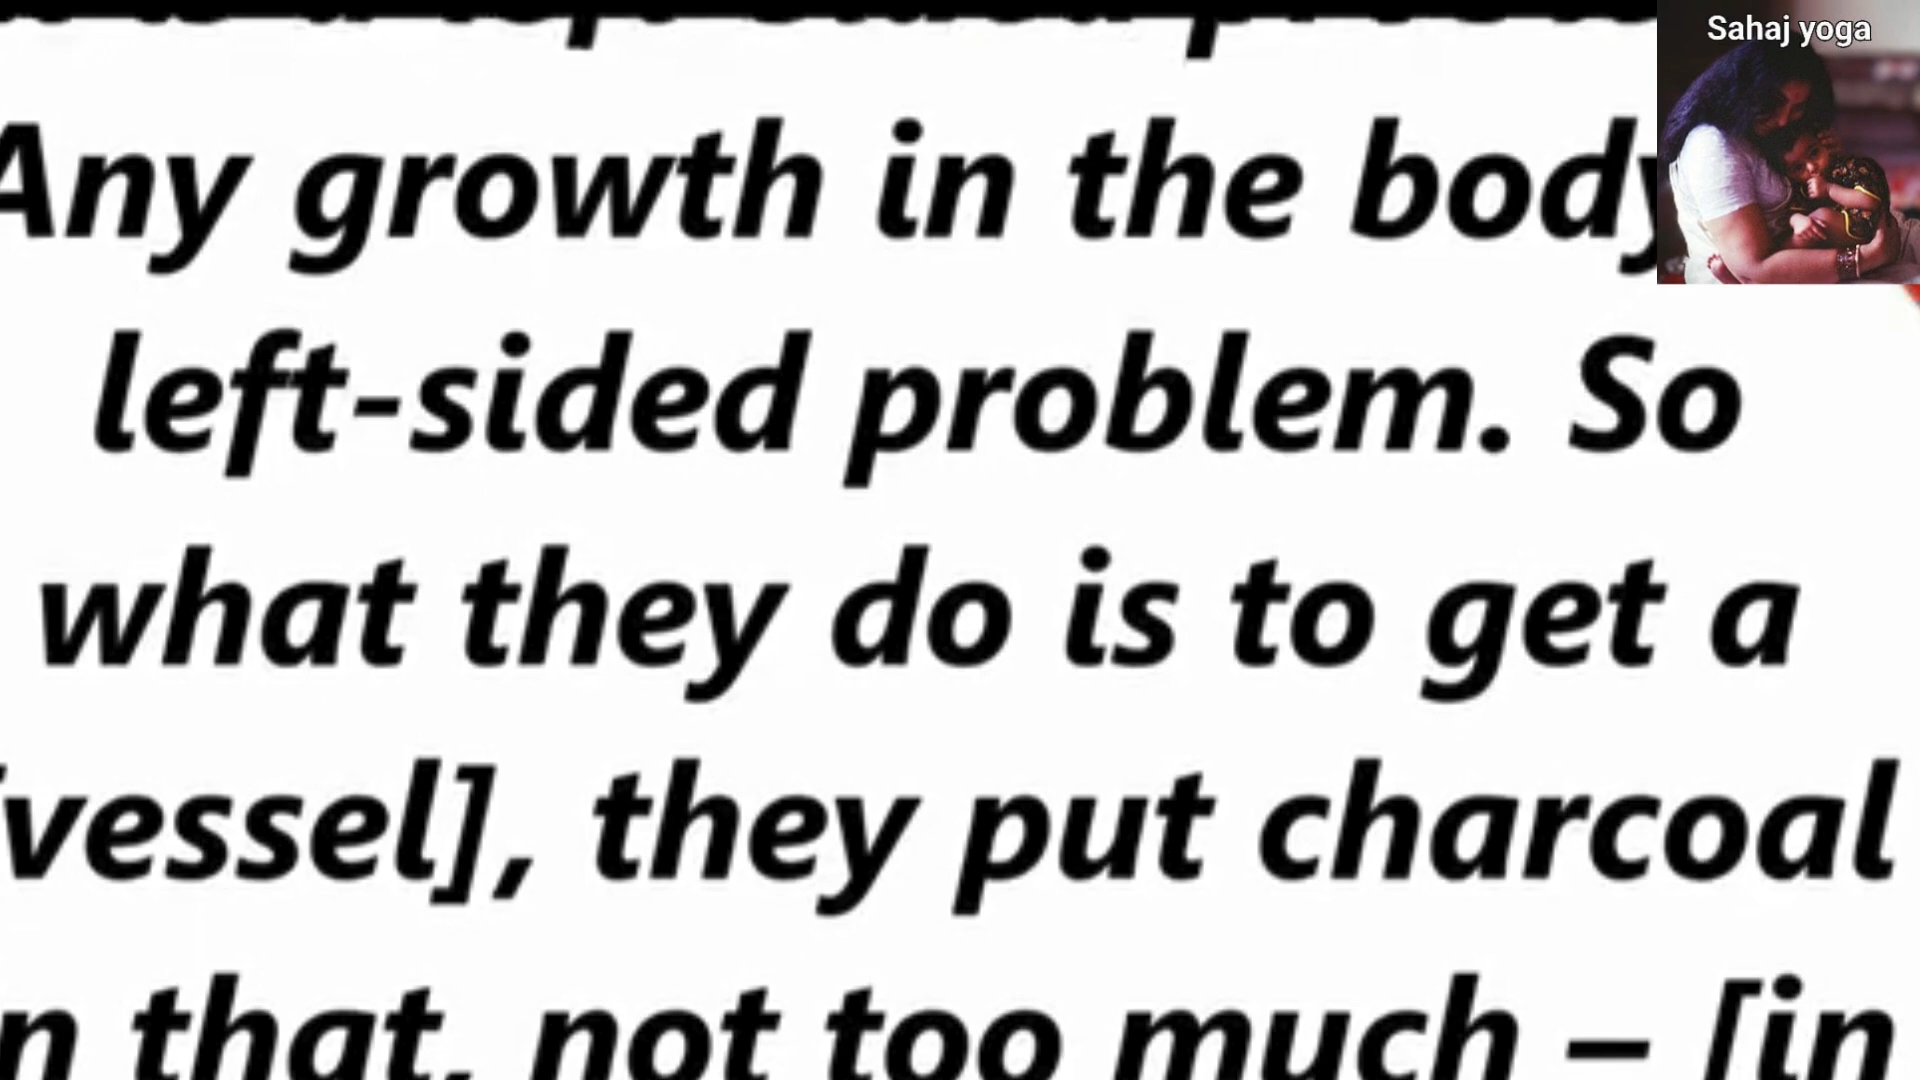 Sahaj yoga
Any growth in the body
left-sided problem. So
what they do is to get a
[vessel], they put charcoal
in that, not too much – [in